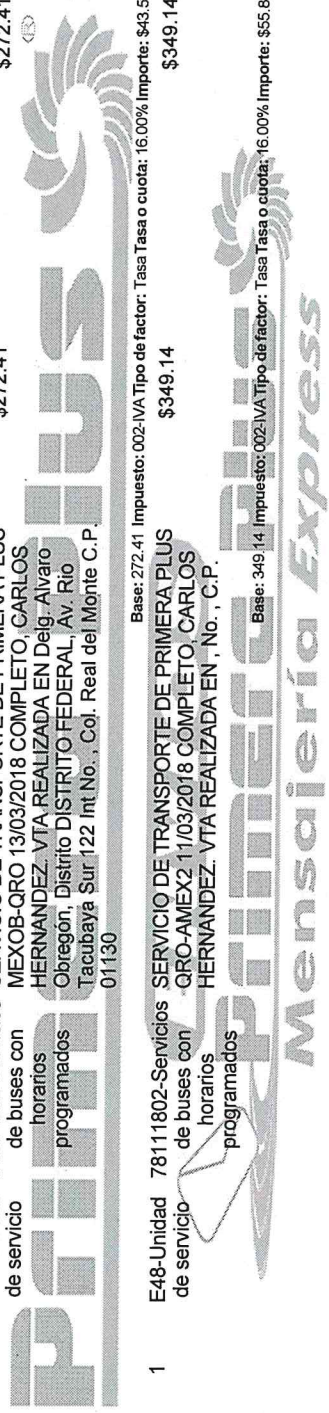 $272.41
$272.41
de servicio de buses con MEXOB-QRO 13/03/2018 COMPLETO, CARLOS
horarios HERNANDEZ. VTA REALIZADA EN Delg. Alvaro
programados Obregón, Distrito DISTRITO FEDERAL, Av. Rio
Tacubaya Sur 122 Int No. , Col. Real del Monte C.P.
01130
Base: 272.41 Impuesto: 002-IVA Tipo de factor: Tasa Tasa o cuota: 16.00% Importe: $43.5
1 E48-Unidad 78111802-Servicios SERVICIO DE TRANSPORTE DE PRIMERA PLUS $349.14 $349.14
de servicio de buses con QRO-AMEX2 11/03/2018 COMPLETO, CARLOS
horarios HERNANDEZ. VTA REALIZADA EN , No. , C.P.
programados
Base: 349.14 Impuesto: 002-IVA Tipo de factor: Tasa Tasa o cuota: 16.00% Importe: $55.8
primera plus
primera plus
Mensajería Express